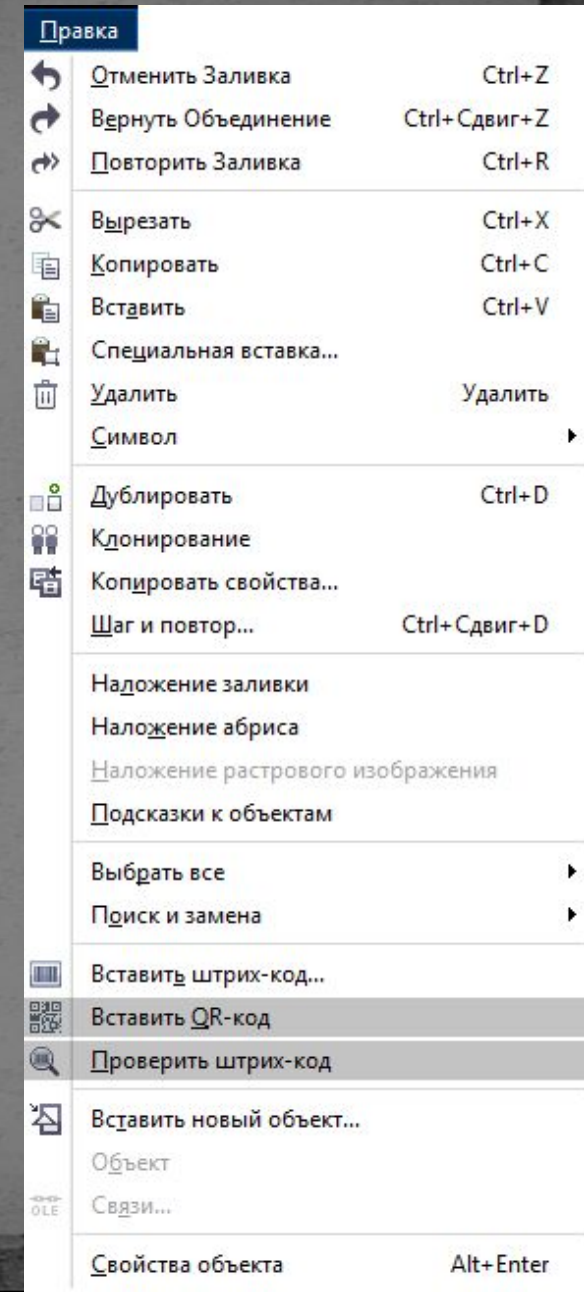 Правка
Отменить Заливка Ctrl+Z
Вернуть Объединение Ctrl+Сдвиг+Z
Повторить Заливка Ctrl+R
Вырезать Ctrl+X
Копировать Ctrl+C
Вставить Ctrl+V
Специальная вставка...
Удалить Удалить
Символ
Дублировать Ctrl+D
Клонирование
Копировать свойства...
Шаг и повтор... Ctrl+Сдвиг+D
Наложение заливки
Наложение абриса
Наложение растрового изображения
Подсказки к объектам
Выбрать все
Поиск и замена
Вставить штрих-код...
Вставить QR-код
Проверить штрих-код
Вставить новый объект...
Объект
OLE Связи...
Свойства объекта Alt+Enter